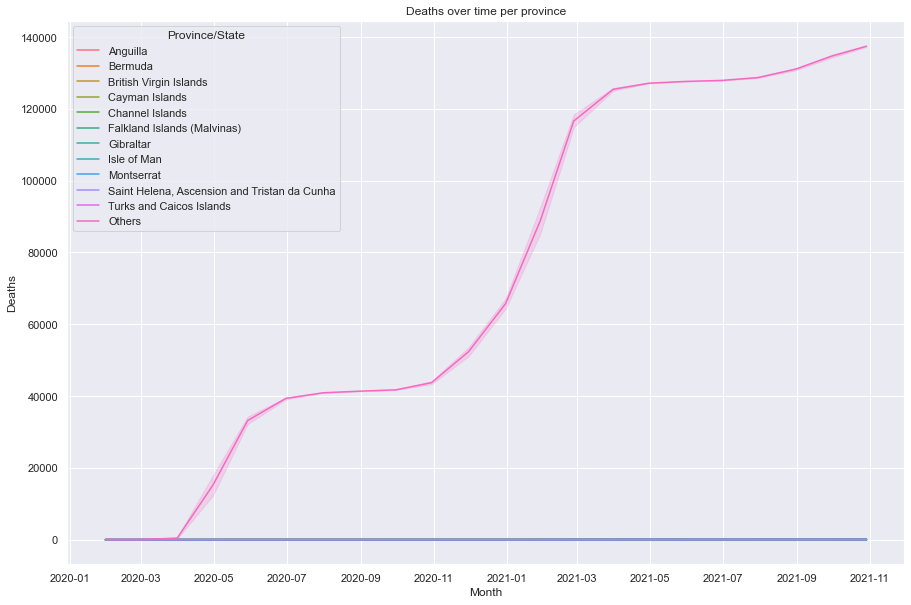 Deaths over time per province
Province/State
Anguilla
Bermuda
British Virgin Islands
Cayman Islands
Channel Islands
Falkland Islands (Malvinas)
Gibraltar
Isle of Man
Montserrat
Saint Helena, Ascension and Tristan da Cunha
Turks and Caicos Islands
Others
140000
120000
100000
80000
60000
40000
20000
0
Deaths
2020-01 2020-03 2020-05 2020-07 2020-09 2020-11 2021-01 2021-03 2021-05 2021-07 2021-09 2021-11
Month